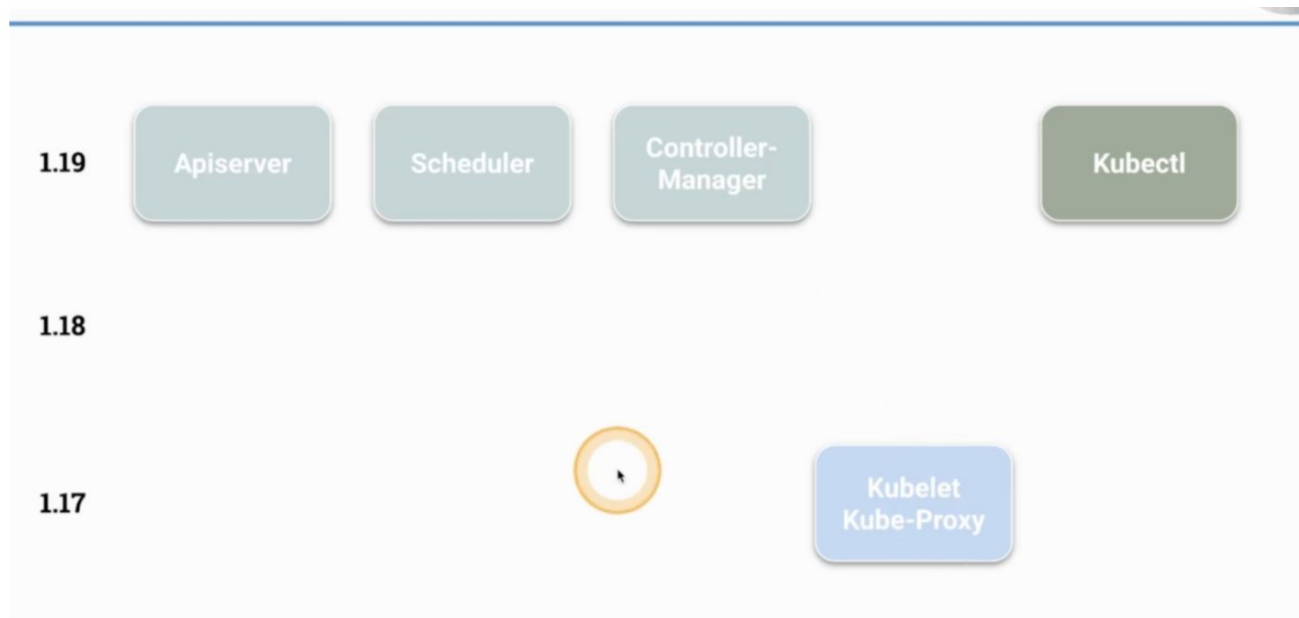 1.19
Apiserver
Scheduler
Controller-
Manager
Kubectl
1.18
1.17
Kubelet
Kube-Proxy